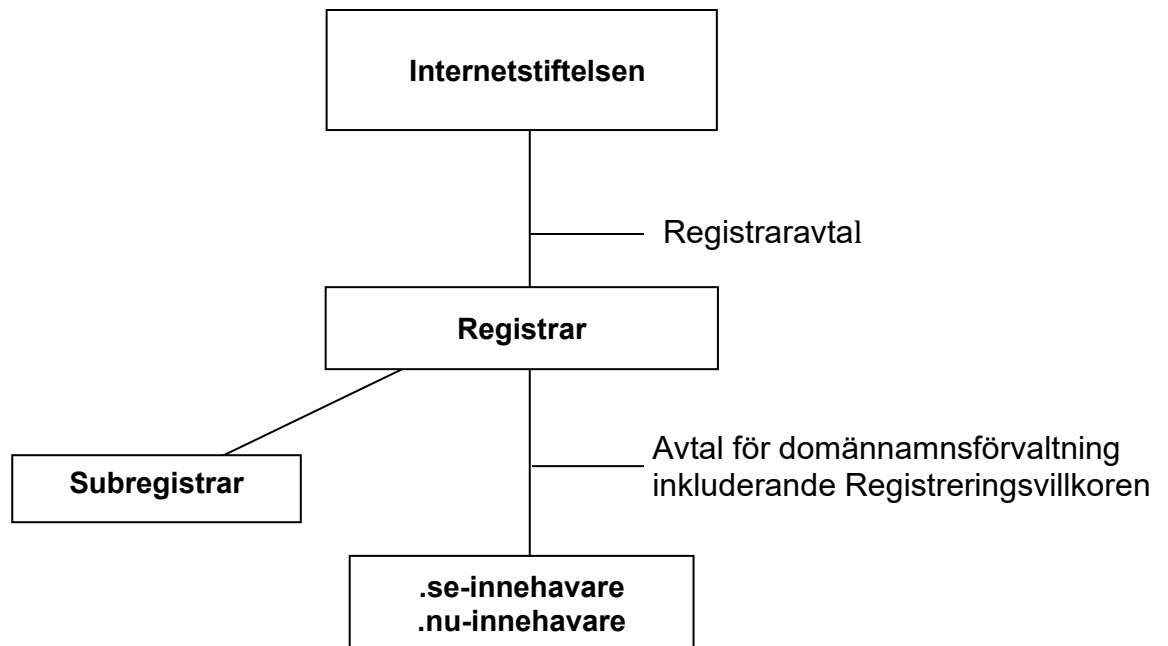 Internetstiftelsen
Registraravtal
Registrar
Avtal för domännamnsförvaltning
inkluderande Registreringsvillkoren
Subregistrar
.se-innehavare
.nu-innehavare